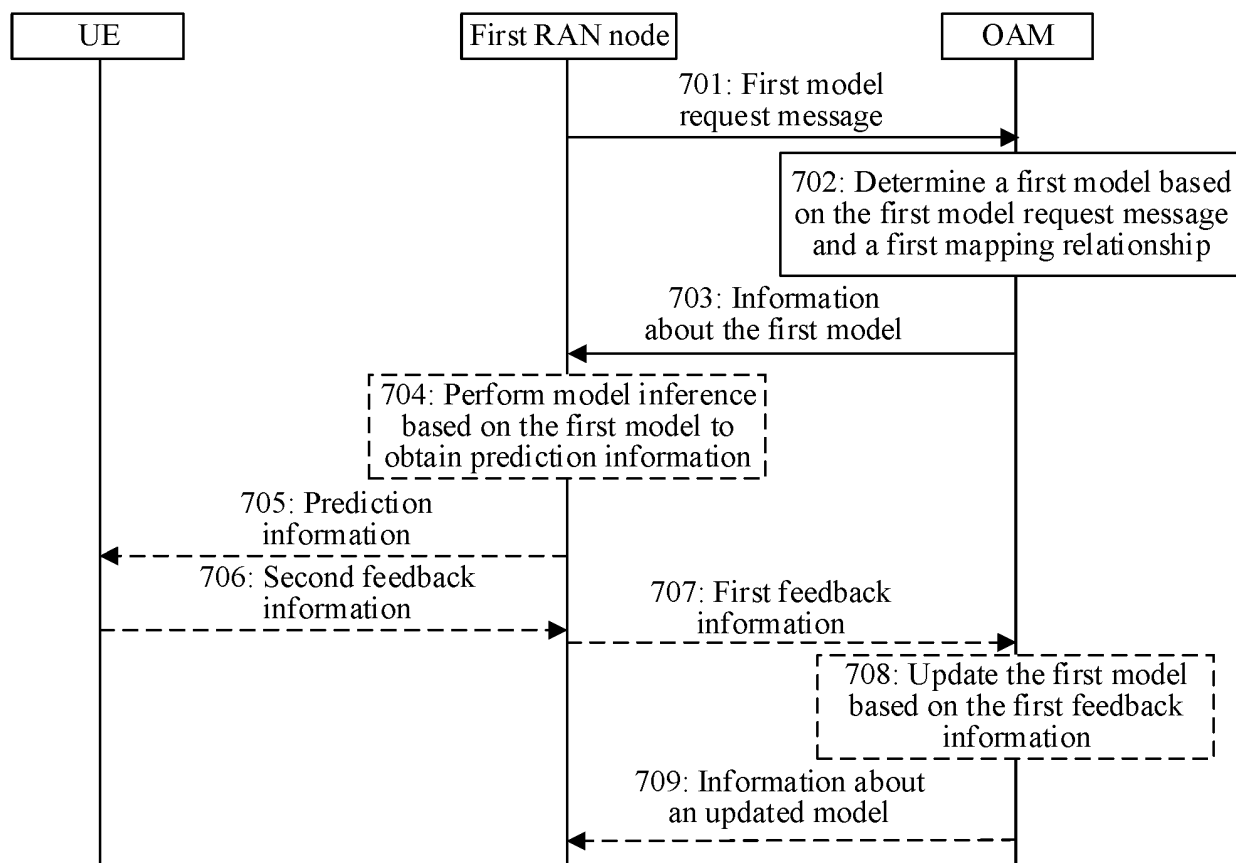 UE
First RAN node
OAM
701: First model
request message
702: Determine a first model based
on the first model request message
and a first mapping relationship
703: Information
about the first model
704: Perform model inference
based on the first model to
obtain prediction information
705: Prediction
information
706: Second feedback
information
707: First feedback
information
708: Update the first model
based on the first feedback
information
709: Information about
an updated model